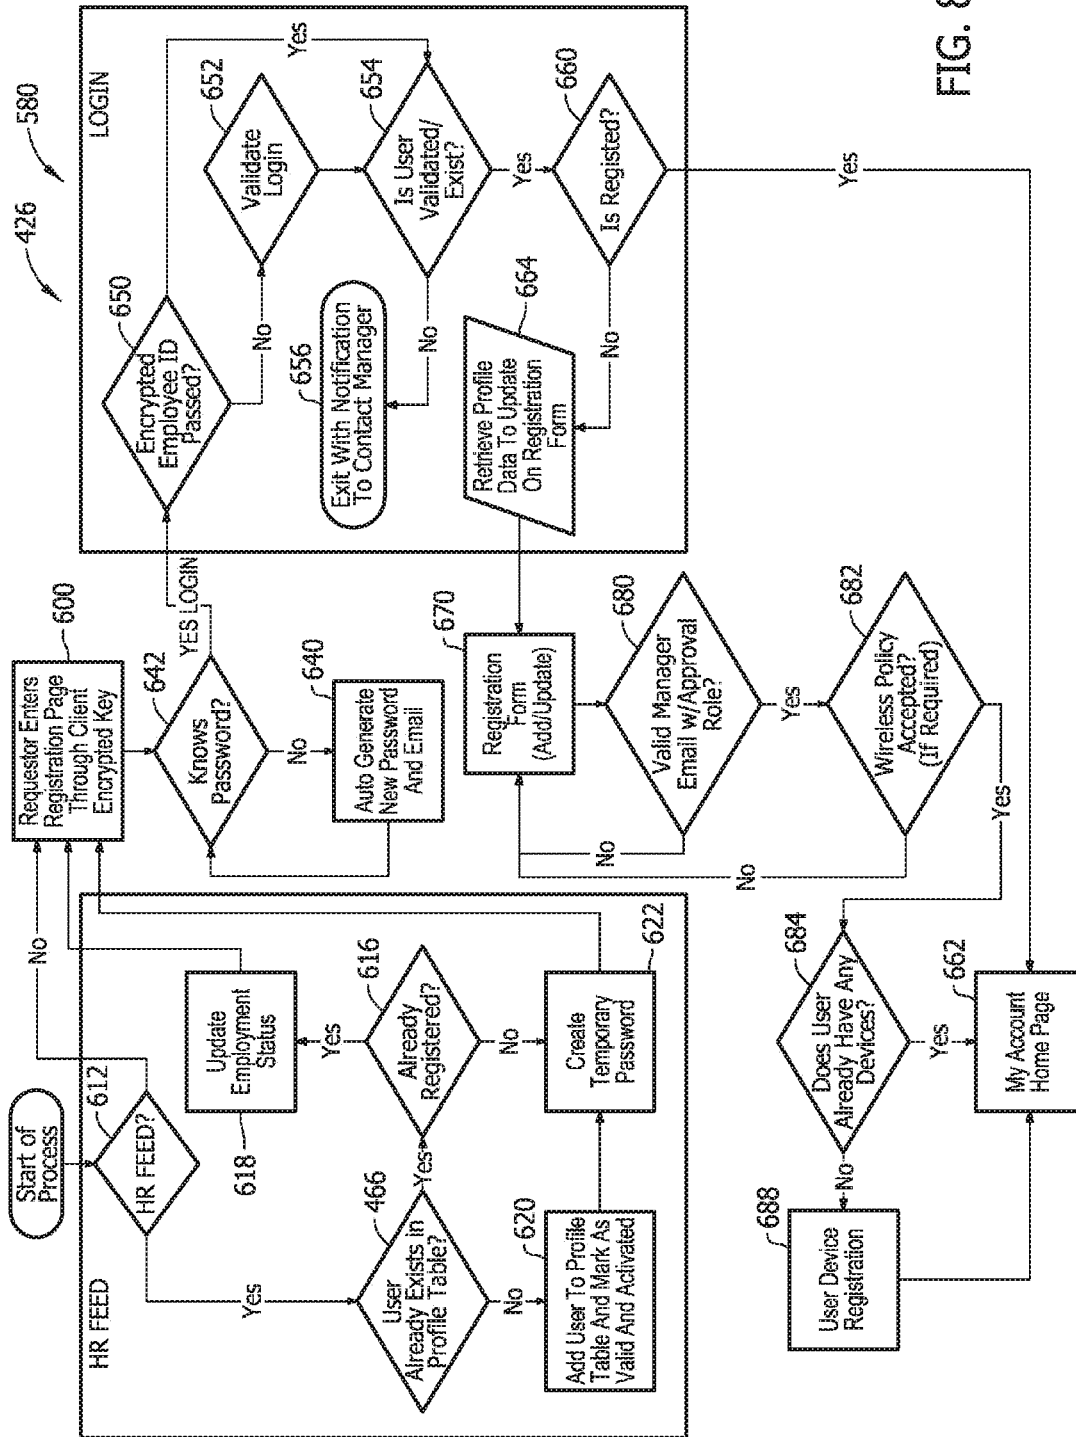 426
580
Start of
Process
612
HR FEED?
No
Yes
HR FEED
466
User
Already Exists in
Profile Table?
Yes
No
616
Already
Registered?
Yes
No
618
Update
Employment
Status
620
Add User To Profile
Table And Mark As
Valid And Activated
622
Create
Temporary
Password
600
Requestor Enters
Registration Page
Through Client
Encrypted Key
642
Knows
Password?
YES LOGIN
No
640
Auto Generate
New Password
And Email
LOGIN
650
Encrypted
Employee ID
Passed?
Yes
No
652
Validate
Login
654
Is User
Validated/
Exist?
No
Yes
656
Exit With Notification
To Contact Manager
660
Is Registed?
No
Yes
664
Retrieve Profile
Data To Update
On Registration
Form
670
Registration
Form
(Add/Update)
680
Valid Manager
Email w/Approval
Role?
No
Yes
682
Wireless Policy
Accepted?
(If Required)
No
Yes
684
Does User
Already Have Any
Devices?
No
Yes
688
User Device
Registration
662
My Account
Home Page
FIG. 8